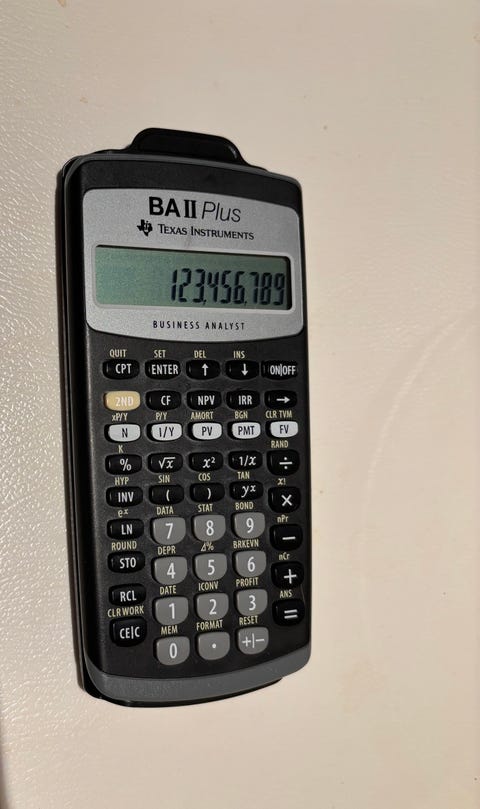 BA II Plus
TEXAS INSTRUMENTS
123,456,789
BUSINESS ANALYST
QUIT SET DEL INS
CPT ENTER ↑ ↓ ON|OFF
2ND CF NPV IRR →
xP/Y P/Y AMORT BGN CLR TVM
N I/Y PV PMT FV
K RAND
% √x x² 1/x ÷
HYP SIN COS TAN x!
INV ( ) yˣ ×
eˣ DATA STAT BOND nPr
LN 7 8 9 −
ROUND DEPR Δ% BRKEVN nCr
STO 4 5 6 +
DATE ICONV PROFIT ANS
RCL 1 2 3 =
CLR WORK MEM FORMAT RESET
CE|C 0 . +|−